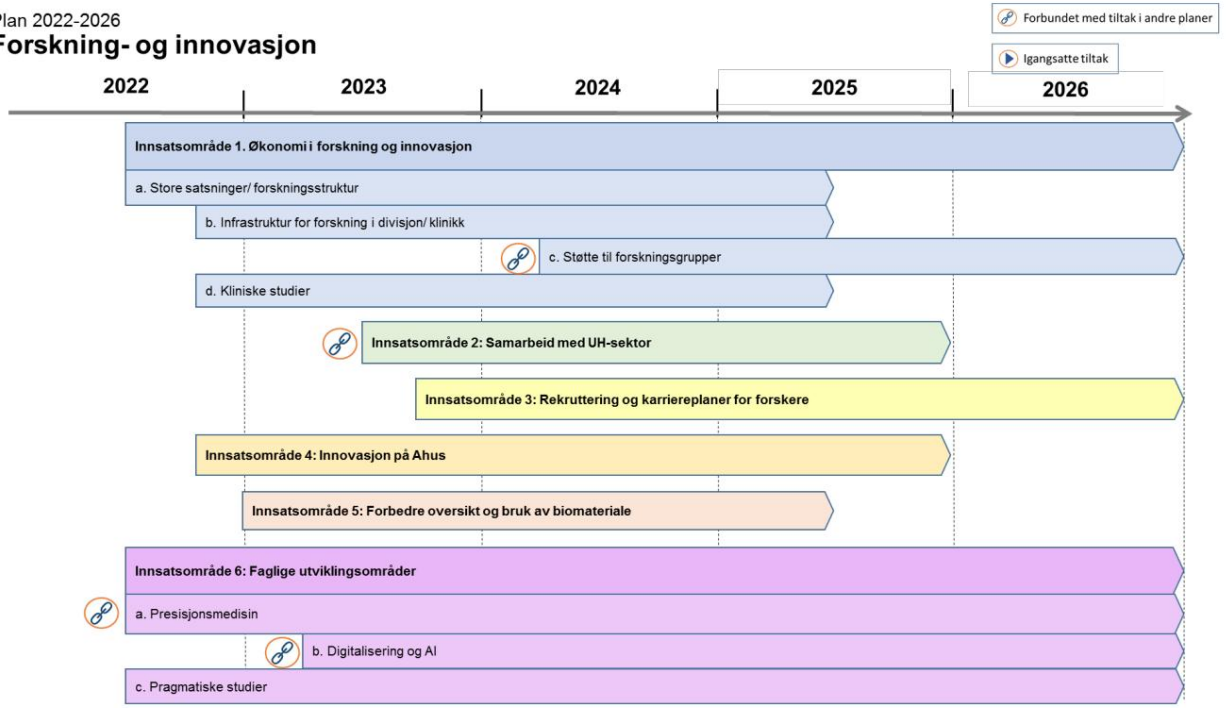 Plan 2022-2026
Forskning- og innovasjon
Forbundet med tiltak i andre planer
Igangsatte tiltak
2022
2023
2024
2025
2026
Innsatsområde 1. Økonomi i forskning og innovasjon
a. Store satsninger/ forskningsstruktur
b. Infrastruktur for forskning i divisjon/ klinikk
c. Støtte til forskningsgrupper
d. Kliniske studier
Innsatsområde 2: Samarbeid med UH-sektor
Innsatsområde 3: Rekruttering og karriereplaner for forskere
Innsatsområde 4: Innovasjon på Ahus
Innsatsområde 5: Forbedre oversikt og bruk av biomateriale
Innsatsområde 6: Faglige utviklingsområder
a. Presisjonsmedisin
b. Digitalisering og AI
c. Pragmatiske studier